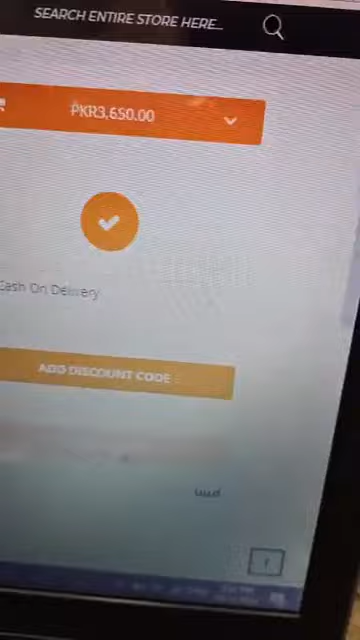 SEARCH ENTIRE STORE HERE...
PKR3,650.00
Cash On Delivery
ADD DISCOUNT CODE